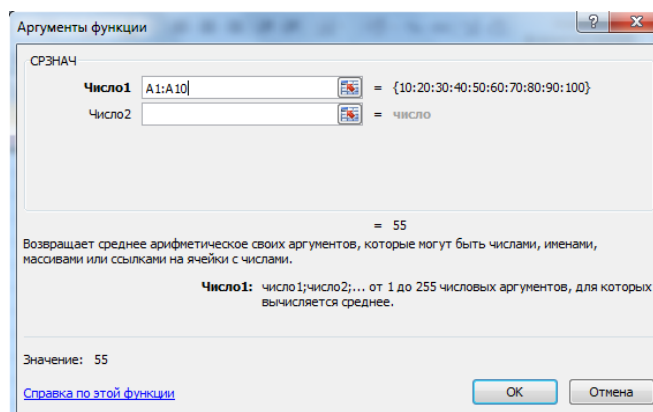 Аргументы функции
СРЗНАЧ
Число1 A1:A10 = {10:20:30:40:50:60:70:80:90:100}
Число2 = число
= 55
Возвращает среднее арифметическое своих аргументов, которые могут быть числами, именами,
массивами или ссылками на ячейки с числами.
Число1: число1;число2;... от 1 до 255 числовых аргументов, для которых
вычисляется среднее.
Значение: 55
Справка по этой функции
ОК Отмена